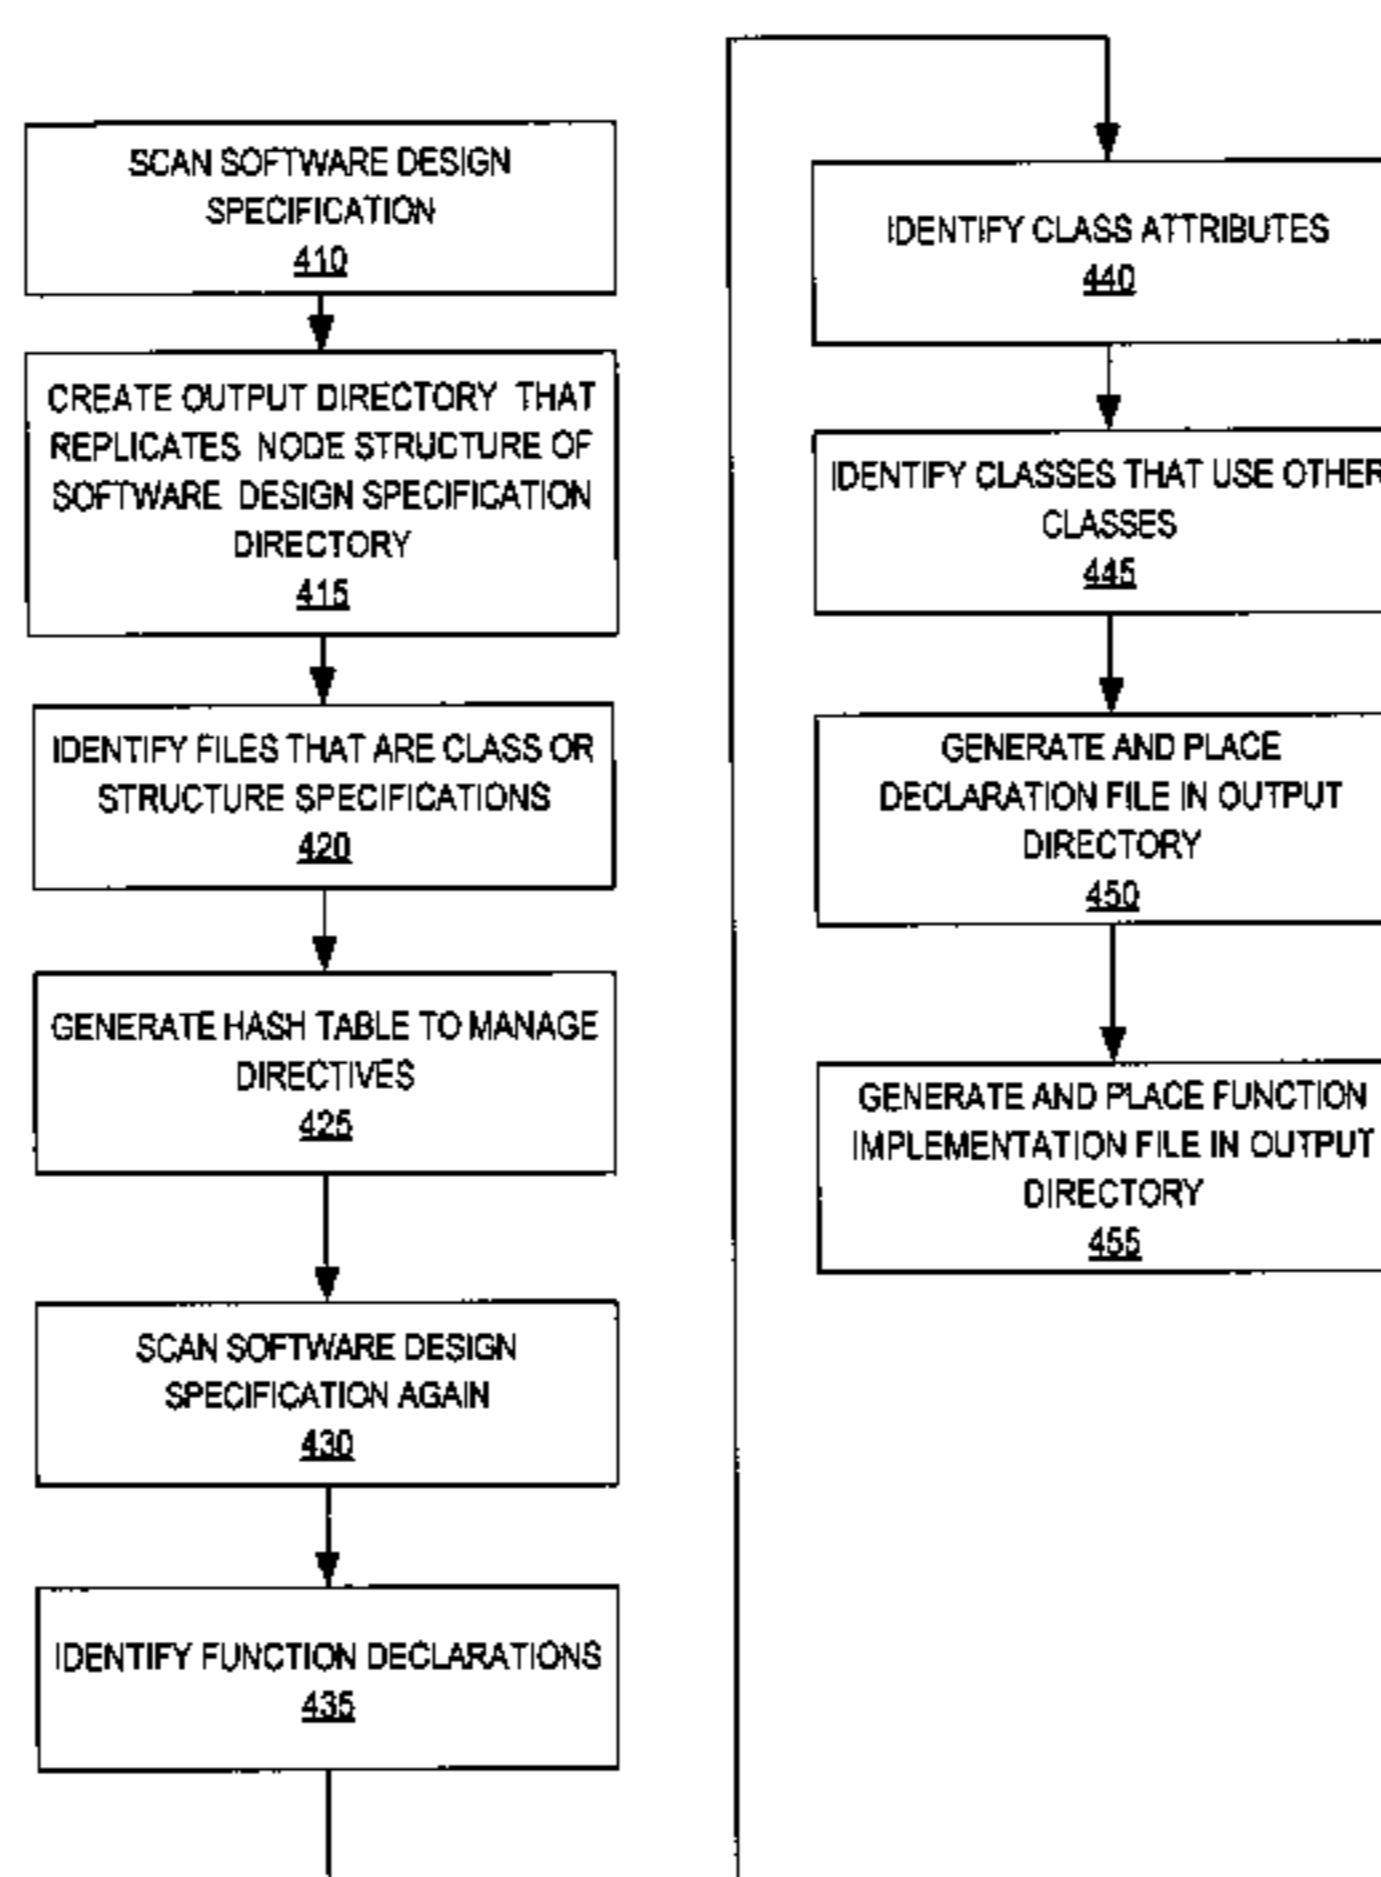 SCAN SOFTWARE DESIGN
SPECIFICATION
410
CREATE OUTPUT DIRECTORY THAT
REPLICATES NODE STRUCTURE OF
SOFTWARE DESIGN SPECIFICATION
DIRECTORY
415
IDENTIFY FILES THAT ARE CLASS OR
STRUCTURE SPECIFICATIONS
420
GENERATE HASH TABLE TO MANAGE
DIRECTIVES
425
SCAN SOFTWARE DESIGN
SPECIFICATION AGAIN
430
IDENTIFY FUNCTION DECLARATIONS
435
IDENTIFY CLASS ATTRIBUTES
440
IDENTIFY CLASSES THAT USE OTHER
CLASSES
445
GENERATE AND PLACE
DECLARATION FILE IN OUTPUT
DIRECTORY
450
GENERATE AND PLACE FUNCTION
IMPLEMENTATION FILE IN OUTPUT
DIRECTORY
455